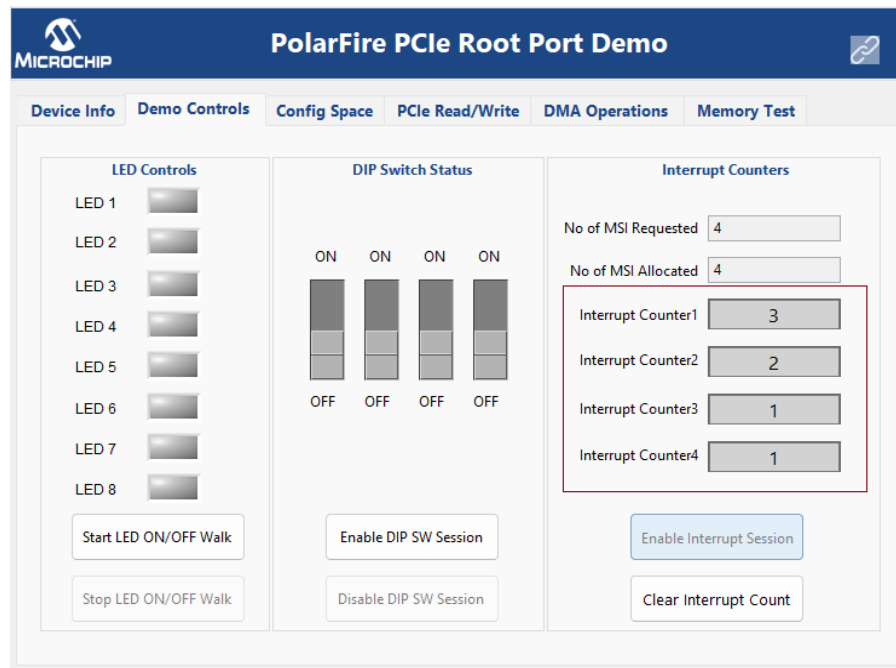 MICROCHIP
PolarFire PCIe Root Port Demo
Device Info Demo Controls Config Space PCIe Read/Write DMA Operations Memory Test
LED Controls
LED 1
LED 2
LED 3
LED 4
LED 5
LED 6
LED 7
LED 8
Start LED ON/OFF Walk
Stop LED ON/OFF Walk
DIP Switch Status
ON ON ON ON
OFF OFF OFF OFF
Enable DIP SW Session
Disable DIP SW Session
Interrupt Counters
No of MSI Requested 4
No of MSI Allocated 4
Interrupt Counter1 3
Interrupt Counter2 2
Interrupt Counter3 1
Interrupt Counter4 1
Enable Interrupt Session
Clear Interrupt Count